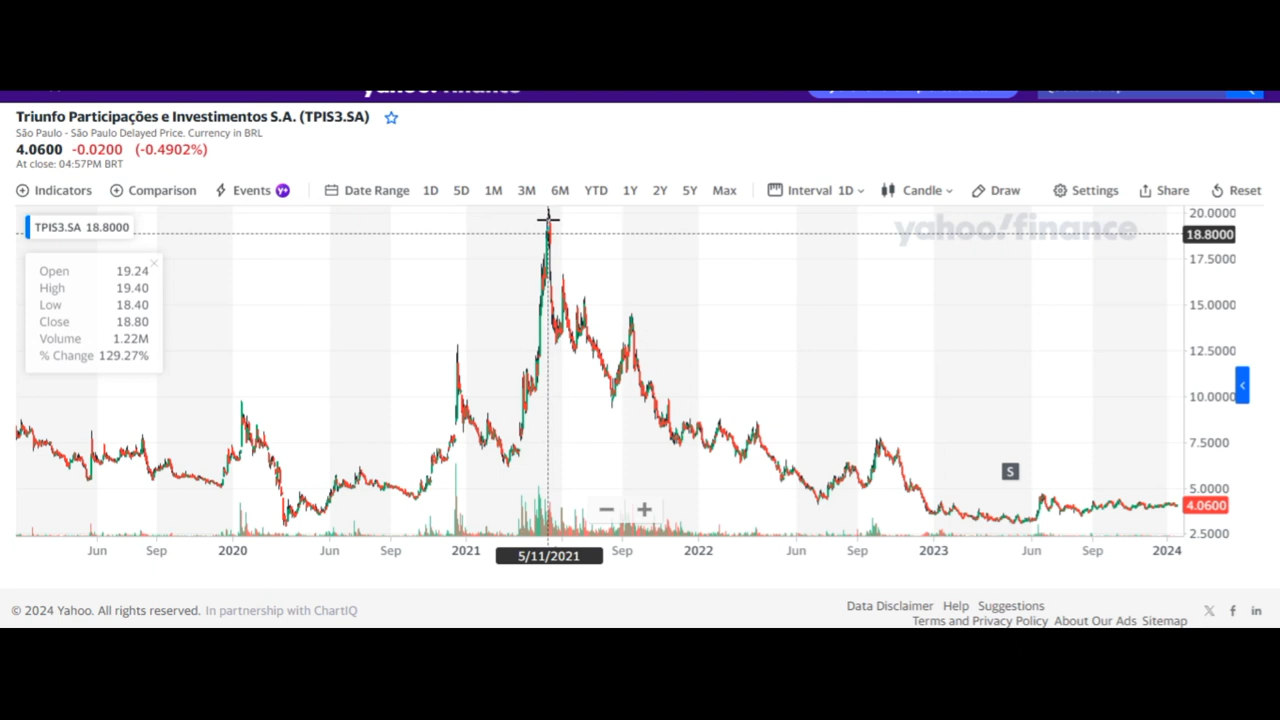 yahoo! finance
Triunfo Participações e Investimentos S.A. (TPIS3.SA)
São Paulo - São Paulo Delayed Price. Currency in BRL
4.0600 -0.0200 (-0.4902%)
At close: 04:57PM BRT
Indicators Comparison Events Y+ Date Range 1D 5D 1M 3M 6M YTD 1Y 2Y 5Y Max Interval 1D Candle Draw Settings Share Reset
TPIS3.SA 18.8000
yahoo!finance
20.0000
18.8000
17.5000
15.0000
12.5000
10.0000
7.5000
5.0000
4.0600
2.5000
Open 19.24
High 19.40
Low 18.40
Close 18.80
Volume 1.22M
% Change 129.27%
S
Jun Sep 2020 Jun Sep 2021 5/11/2021 Sep 2022 Jun Sep 2023 Jun Sep 2024
© 2024 Yahoo. All rights reserved. In partnership with ChartIQ
Data Disclaimer Help Suggestions
Terms and Privacy Policy About Our Ads Sitemap